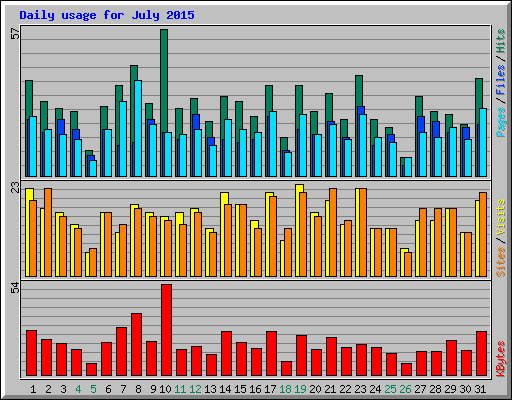 Daily usage for July 2015
57
Pages / Files / Hits
23
Sites / Visits
54
KBytes
1 2 3 4 5 6 7 8 9 10 11 12 13 14 15 16 17 18 19 20 21 22 23 24 25 26 27 28 29 30 31